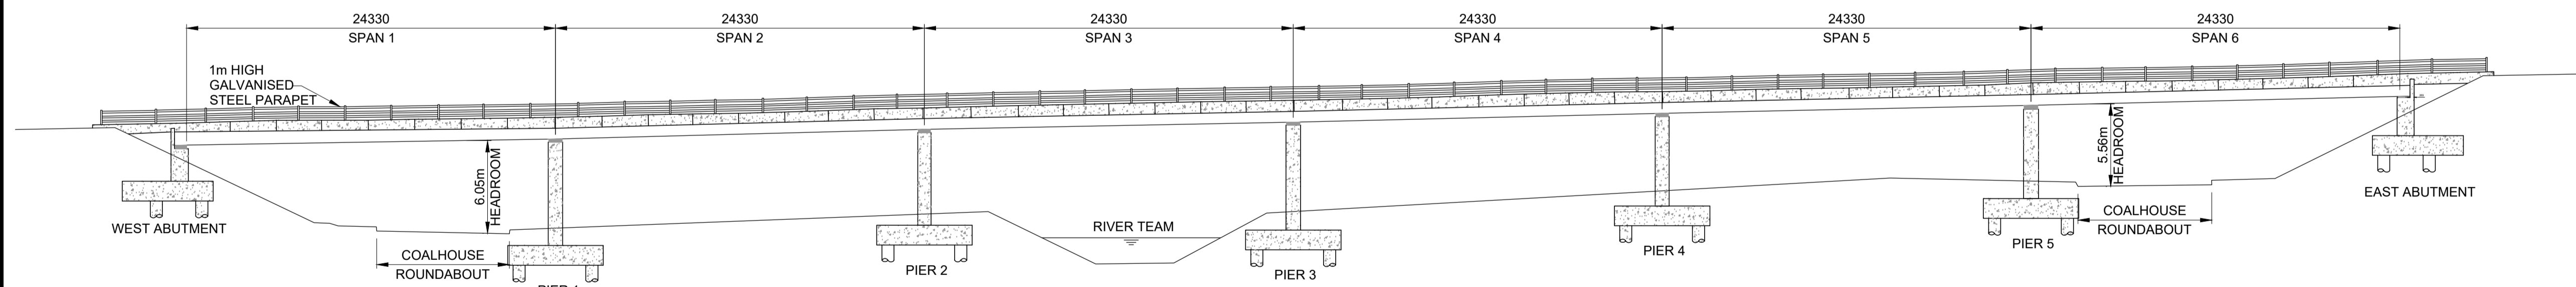 24330
SPAN 1
24330
SPAN 2
24330
SPAN 3
24330
SPAN 4
24330
SPAN 5
24330
SPAN 6
1m HIGH
GALVANISED
STEEL PARAPET
6.05m
HEADROOM
5.56m
HEADROOM
WEST ABUTMENT
COALHOUSE
ROUNDABOUT
PIER 2
RIVER TEAM
PIER 3
PIER 4
PIER 5
COALHOUSE
ROUNDABOUT
EAST ABUTMENT
PIER